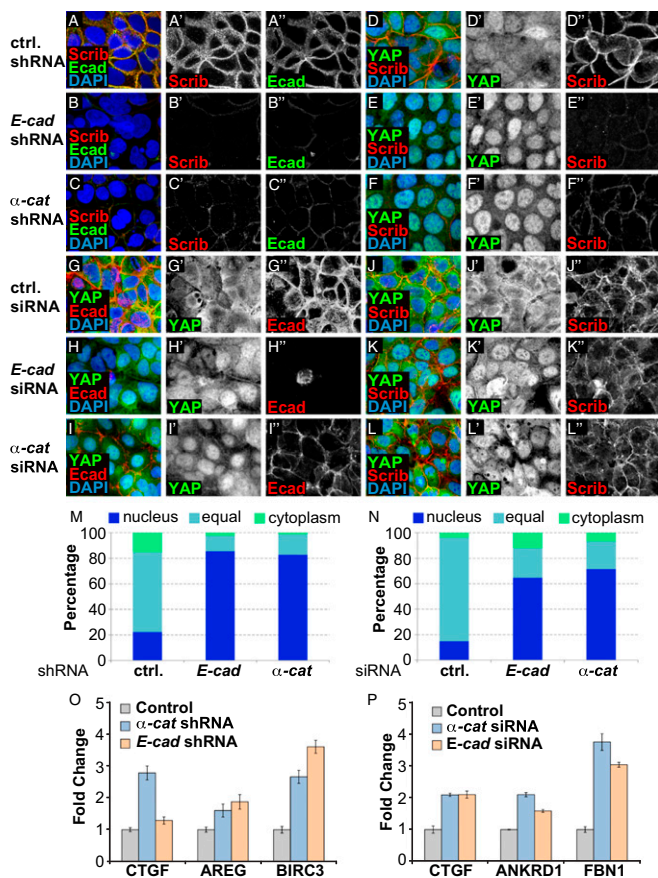 ctrl.
shRNA
A
Scrib
Ecad
DAPI
A'
Scrib
A''
Ecad
D
YAP
Scrib
DAPI
D'
YAP
D''
Scrib
E-cad
shRNA
B
Scrib
Ecad
DAPI
B'
Scrib
B''
Ecad
E
YAP
Scrib
DAPI
E'
YAP
E''
Scrib
α-cat
shRNA
C
Scrib
Ecad
DAPI
C'
Scrib
C''
Ecad
F
YAP
Scrib
DAPI
F'
YAP
F''
Scrib
ctrl.
siRNA
G
YAP
Ecad
DAPI
G'
YAP
G''
Ecad
J
YAP
Scrib
DAPI
J'
YAP
J''
Scrib
E-cad
siRNA
H
YAP
Ecad
DAPI
H'
YAP
H''
Ecad
K
YAP
Scrib
DAPI
K'
YAP
K''
Scrib
α-cat
siRNA
I
YAP
Ecad
DAPI
I'
YAP
I''
Ecad
L
YAP
Scrib
DAPI
L'
YAP
L''
Scrib
M
nucleus equal cytoplasm
Percentage
100
80
60
40
20
0
shRNA ctrl. E-cad α-cat
N
nucleus equal cytoplasm
Percentage
100
80
60
40
20
0
siRNA ctrl. E-cad α-cat
O
Control
α-cat shRNA
E-cad shRNA
Fold Change
5
4
3
2
1
0
CTGF AREG BIRC3
P
Control
α-cat siRNA
E-cad siRNA
Fold Change
5
4
3
2
1
0
CTGF ANKRD1 FBN1